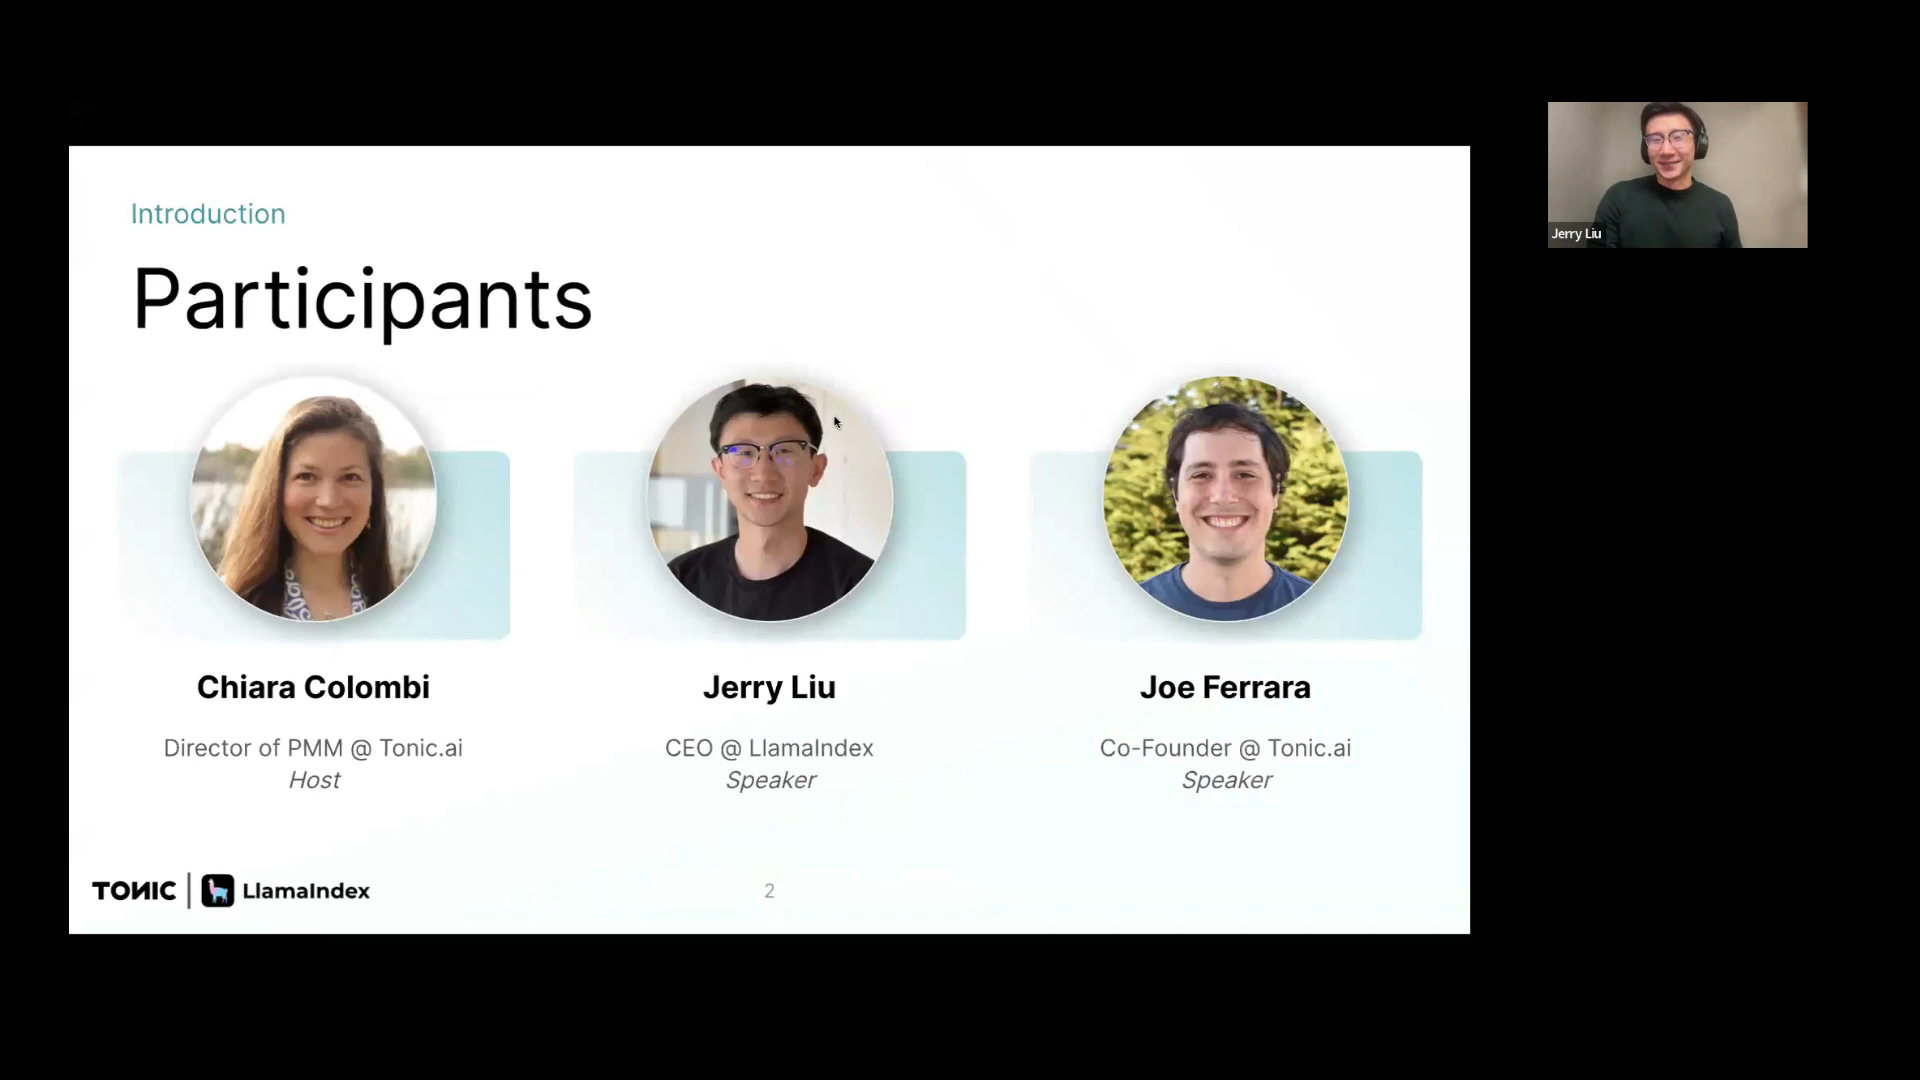 Introduction
Participants
Chiara Colombi
Director of PMM @ Tonic.ai
Host
Jerry Liu
CEO @ LlamaIndex
Speaker
Joe Ferrara
Co-Founder @ Tonic.ai
Speaker
TONIC
LlamaIndex
2
Jerry Liu